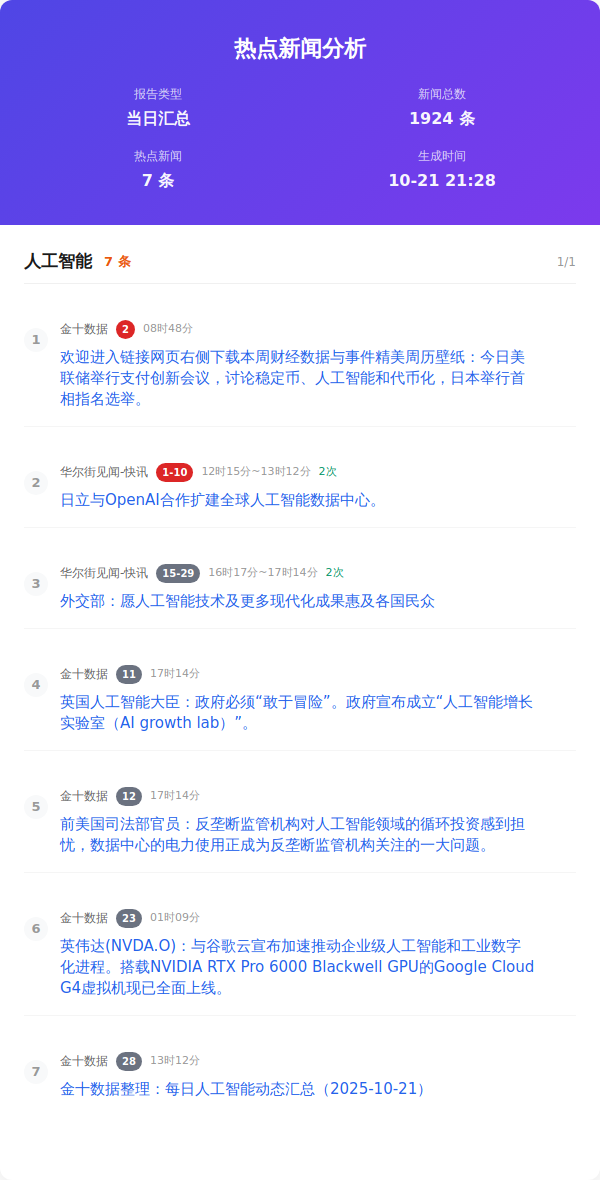 热点新闻分析
报告类型
新闻总数
当日汇总
1924 条
热点新闻
生成时间
7 条
10-21 21:28
人工智能 7 条 1/1
1
金十数据 2 08时48分
欢迎进入链接网页右侧下载本周财经数据与事件精美周历壁纸：今日美
联储举行支付创新会议，讨论稳定币、人工智能和代币化，日本举行首
相指名选举。
2
华尔街见闻-快讯 1-10 12时15分~13时12分 2次
日立与OpenAI合作扩建全球人工智能数据中心。
3
华尔街见闻-快讯 15-29 16时17分~17时14分 2次
外交部：愿人工智能技术及更多现代化成果惠及各国民众
4
金十数据 11 17时14分
英国人工智能大臣：政府必须“敢于冒险”。政府宣布成立“人工智能增长
实验室（AI growth lab）”。
5
金十数据 12 17时14分
前美国司法部官员：反垄断监管机构对人工智能领域的循环投资感到担
忧，数据中心的电力使用正成为反垄断监管机构关注的一大问题。
6
金十数据 23 01时09分
英伟达(NVDA.O)：与谷歌云宣布加速推动企业级人工智能和工业数字
化进程。搭载NVIDIA RTX Pro 6000 Blackwell GPU的Google Cloud
G4虚拟机现已全面上线。
7
金十数据 28 13时12分
金十数据整理：每日人工智能动态汇总（2025-10-21）